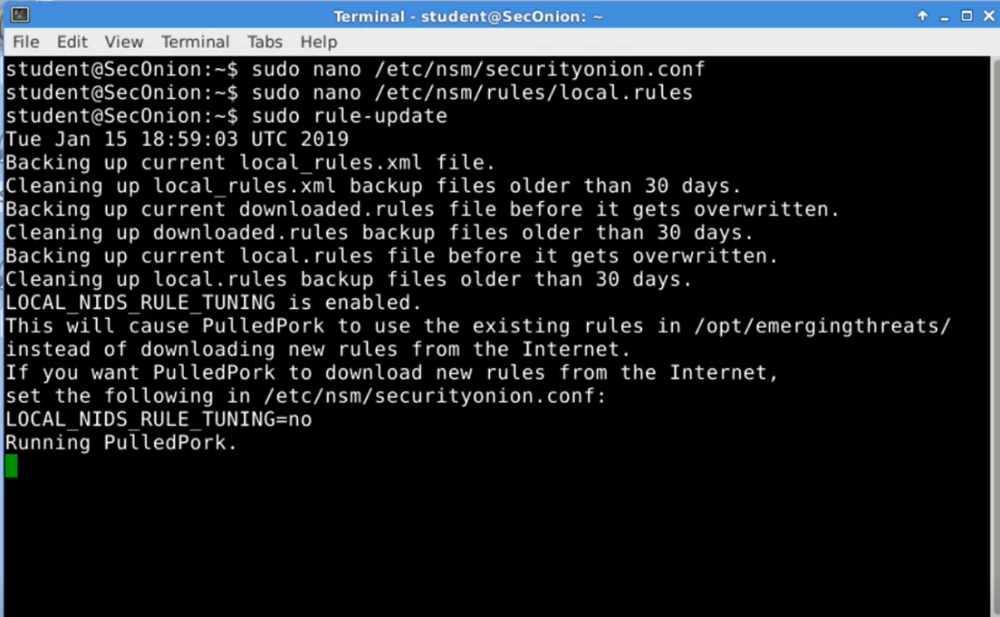 Terminal - student@SecOnion: ~
File Edit View Terminal Tabs Help
student@SecOnion:~$ sudo nano /etc/nsm/securityonion.conf
student@SecOnion:~$ sudo nano /etc/nsm/rules/local.rules
student@SecOnion:~$ sudo rule-update
Tue Jan 15 18:59:03 UTC 2019
Backing up current local_rules.xml file.
Cleaning up local_rules.xml backup files older than 30 days.
Backing up current downloaded.rules file before it gets overwritten.
Cleaning up downloaded.rules backup files older than 30 days.
Backing up current local.rules file before it gets overwritten.
Cleaning up local.rules backup files older than 30 days.
LOCAL_NIDS_RULE_TUNING is enabled.
This will cause PulledPork to use the existing rules in /opt/emergingthreats/
instead of downloading new rules from the Internet.
If you want PulledPork to download new rules from the Internet,
set the following in /etc/nsm/securityonion.conf:
LOCAL_NIDS_RULE_TUNING=no
Running PulledPork.